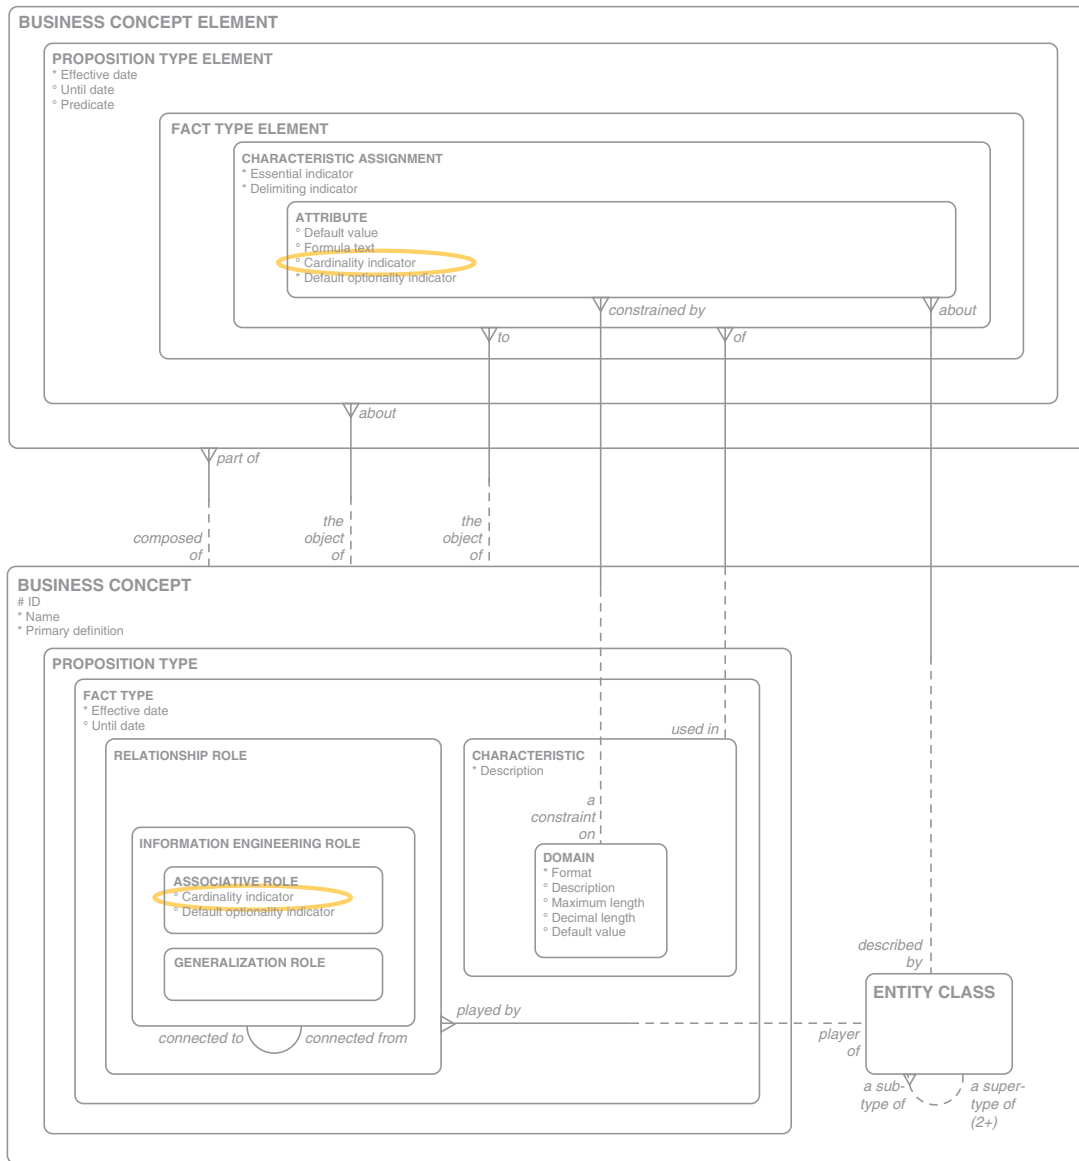 BUSINESS CONCEPT ELEMENT
PROPOSITION TYPE ELEMENT
* Effective date
° Until date
° Predicate
FACT TYPE ELEMENT
CHARACTERISTIC ASSIGNMENT
* Essential indicator
* Delimiting indicator
ATTRIBUTE
° Default value
° Formula text
° Cardinality indicator
* Default optionality indicator
constrained by
about
to
of
about
part of
composed
of
the
object
of
the
object
of
BUSINESS CONCEPT
# ID
* Name
* Primary definition
PROPOSITION TYPE
FACT TYPE
* Effective date
° Until date
used in
RELATIONSHIP ROLE
CHARACTERISTIC
* Description
a
constraint
on
INFORMATION ENGINEERING ROLE
ASSOCIATIVE ROLE
° Cardinality indicator
° Default optionality indicator
GENERALIZATION ROLE
connected to
connected from
DOMAIN
* Format
° Description
° Maximum length
° Decimal length
° Default value
described
by
ENTITY CLASS
played by
player
of
a sub-
type of
a super-
type of
(2+)